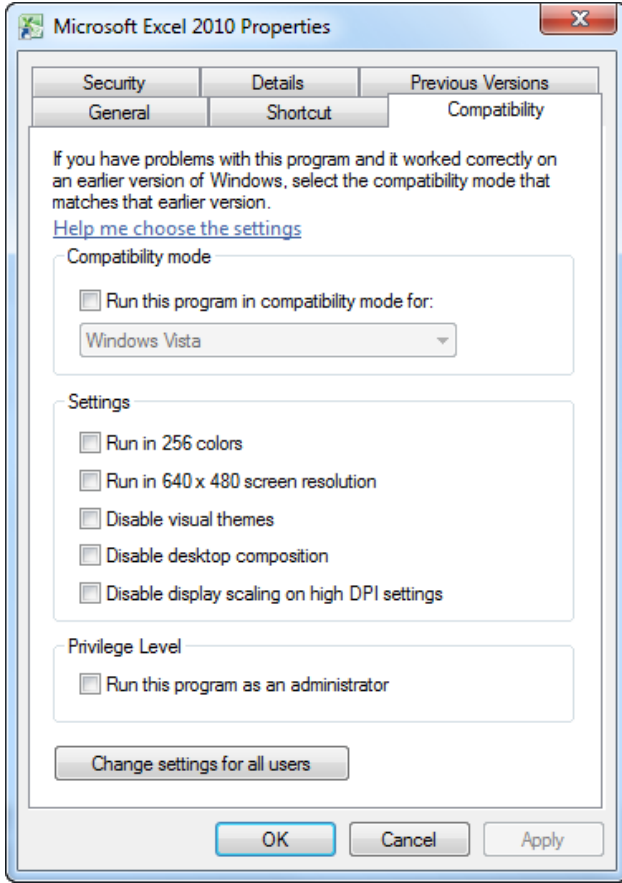 Microsoft Excel 2010 Properties
Security Details Previous Versions
General Shortcut Compatibility
If you have problems with this program and it worked correctly on
an earlier version of Windows, select the compatibility mode that
matches that earlier version.
Help me choose the settings
Compatibility mode
Run this program in compatibility mode for:
Windows Vista
Settings
Run in 256 colors
Run in 640 x 480 screen resolution
Disable visual themes
Disable desktop composition
Disable display scaling on high DPI settings
Privilege Level
Run this program as an administrator
Change settings for all users
OK Cancel Apply